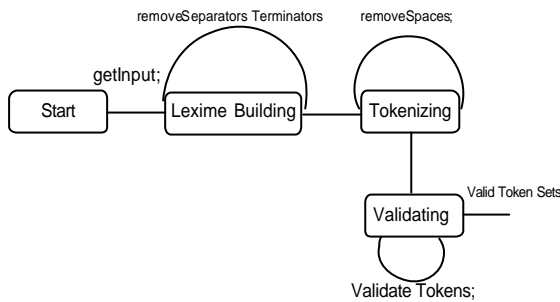 removeSeparators Terminators
removeSpaces;
getInput;
Start
Lexime Building
Tokenizing
Validating
Valid Token Sets
Validate Tokens;